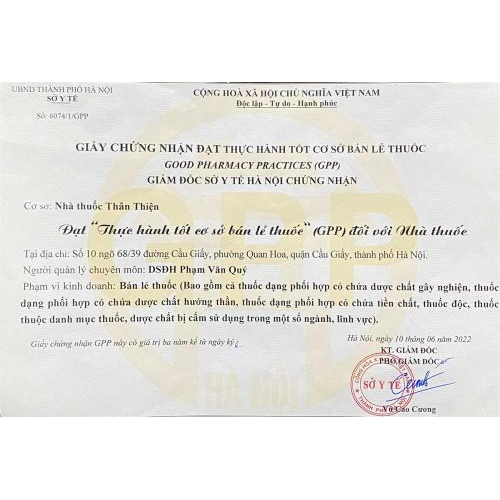 UBND THÀNH PHỐ HÀ NỘI
SỞ Y TẾ
Số: 6074/1/GPP
CỘNG HOÀ XÃ HỘI CHỦ NGHĨA VIỆT NAM
Độc lập - Tự do - Hạnh phúc
GIẤY CHỨNG NHẬN ĐẠT THỰC HÀNH TỐT CƠ SỞ BÁN LẺ THUỐC
GOOD PHARMACY PRACTICES (GPP)
GIÁM ĐỐC SỞ Y TẾ HÀ NỘI CHỨNG NHẬN
Cơ sở: Nhà thuốc Thân Thiện
Đạt "Thực hành tốt cơ sở bán lẻ thuốc" (GPP) đối với Nhà thuốc
Tại địa chỉ: Số 10 ngõ 68/39 đường Cầu Giấy, phường Quan Hoa, quận Cầu Giấy, thành phố Hà Nội.
Người quản lý chuyên môn: DSĐH Phạm Văn Quý
Phạm vi kinh doanh: Bán lẻ thuốc (Bao gồm cả thuốc dạng phối hợp có chứa dược chất gây nghiện, thuốc
dạng phối hợp có chứa dược chất hướng thần, thuốc dạng phối hợp có chứa tiền chất, thuốc độc, thuốc
thuộc danh mục thuốc, dược chất bị cấm sử dụng trong một số ngành, lĩnh vực).
Giấy chứng nhận GPP này có giá trị ba năm kể từ ngày ký
Hà Nội, ngày 10 tháng 06 năm 2022
KT. GIÁM ĐỐC
PHÓ GIÁM ĐỐC
SỞ Y TẾ
Vũ Cao Cương
GPP
HÀ NỘI